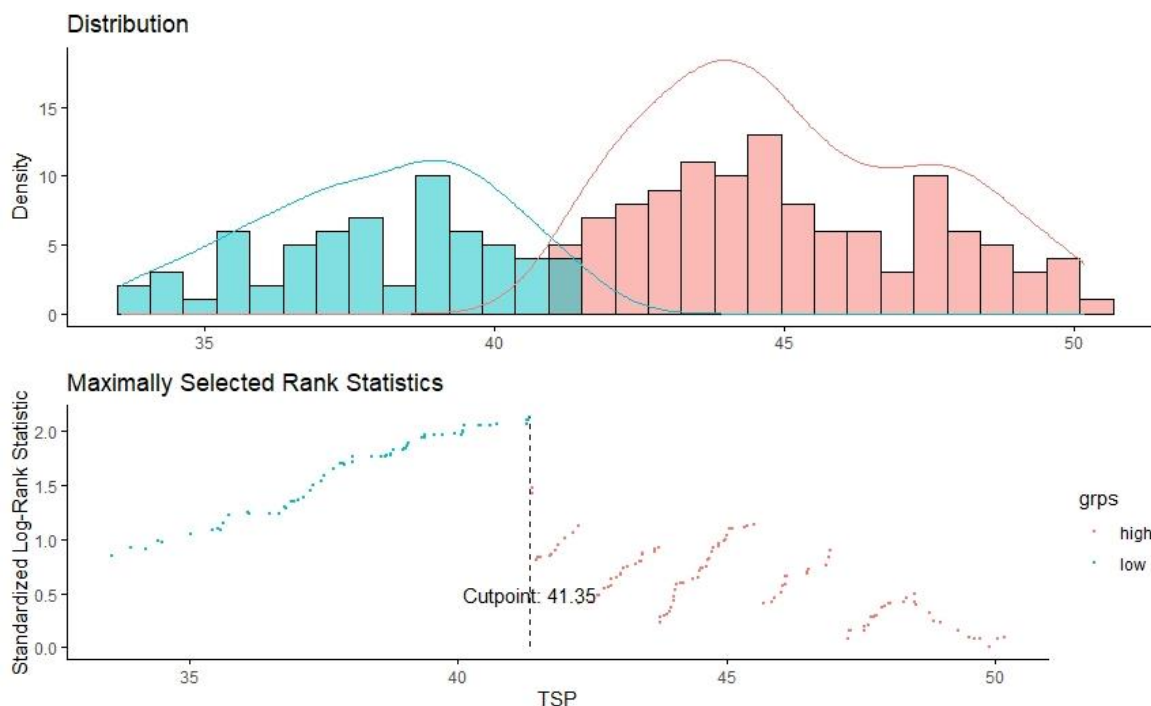 Distribution
15
10
5
0
Density
35 40 45 50
Maximally Selected Rank Statistics
2.0
1.5
1.0
0.5
0.0
Standardized Log-Rank Statistic
Cutpoint: 41.35
35 40 45 50
TSP
grps
high
low